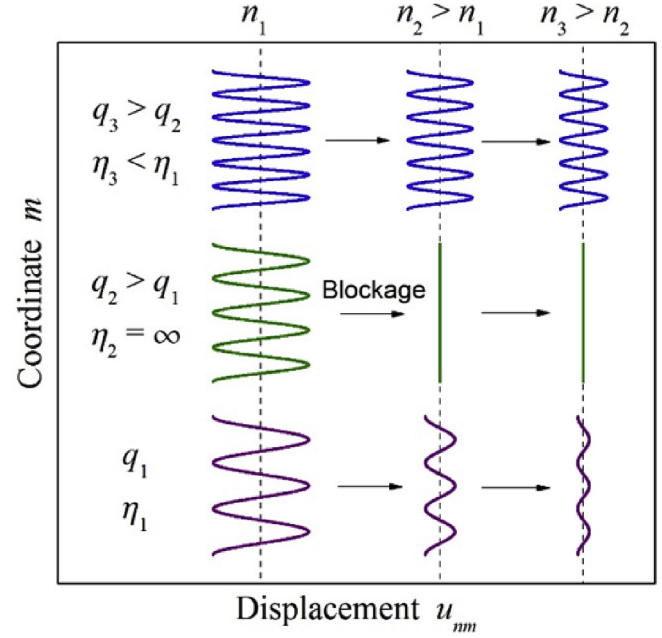 n₁ n₂ > n₁ n₃ > n₂
q₃ > q₂
η₃ < η₁
q₂ > q₁
η₂ = ∞
Blockage
q₁
η₁
Coordinate m
Displacement uₙₘ